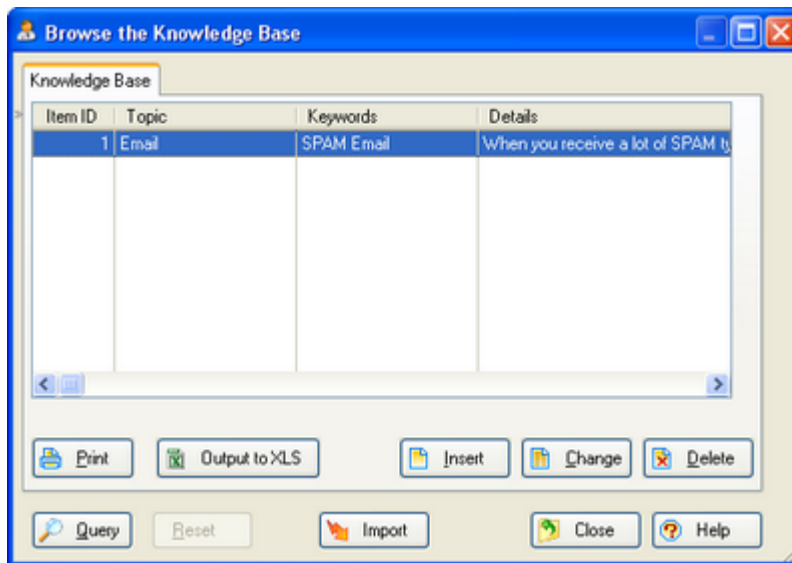 Browse the Knowledge Base
Knowledge Base
Item ID Topic Keywords Details
1 Email SPAM Email When you receive a lot of SPAM ty
Print Output to XLS Insert Change Delete
Query Reset Import Close Help